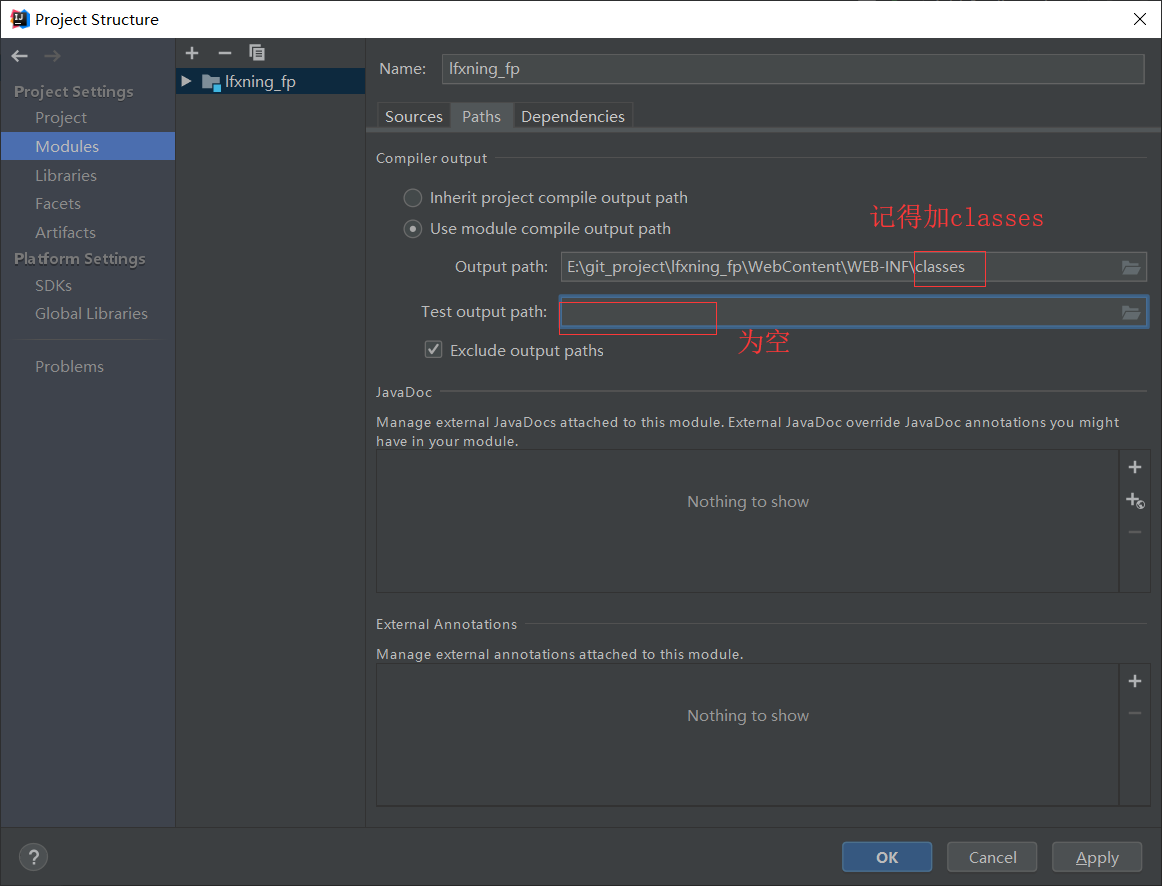 Project Structure
Project Settings
Project
Modules
Libraries
Facets
Artifacts
Platform Settings
SDKs
Global Libraries
Problems
lfxning_fp
Name: lfxning_fp
Sources Paths Dependencies
Compiler output
Inherit project compile output path
Use module compile output path
记得加classes
Output path: E:\git_project\lfxning_fp\WebContent\WEB-INF\classes
Test output path:
为空
Exclude output paths
JavaDoc
Manage external JavaDocs attached to this module. External JavaDoc override JavaDoc annotations you might
have in your module.
Nothing to show
External Annotations
Manage external annotations attached to this module.
Nothing to show
? OK Cancel Apply